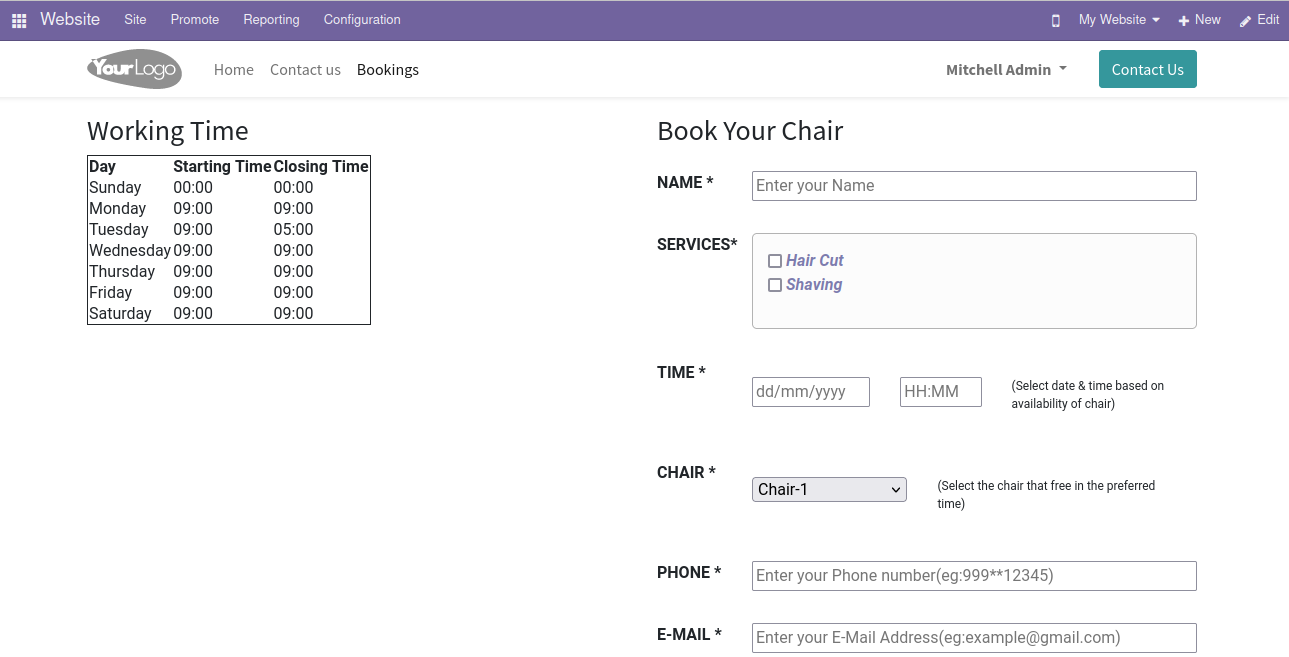 Website Site Promote Reporting Configuration My Website New Edit
YourLogo Home Contact us Bookings Mitchell Admin Contact Us
Working Time
Day Starting Time Closing Time
Sunday 00:00 00:00
Monday 09:00 09:00
Tuesday 09:00 05:00
Wednesday 09:00 09:00
Thursday 09:00 09:00
Friday 09:00 09:00
Saturday 09:00 09:00
Book Your Chair
NAME * Enter your Name
SERVICES*
Hair Cut
Shaving
TIME * dd/mm/yyyy HH:MM
(Select date & time based on
availability of chair)
CHAIR * Chair-1
(Select the chair that free in the preferred
time)
PHONE * Enter your Phone number(eg:999**12345)
E-MAIL * Enter your E-Mail Address(eg:example@gmail.com)